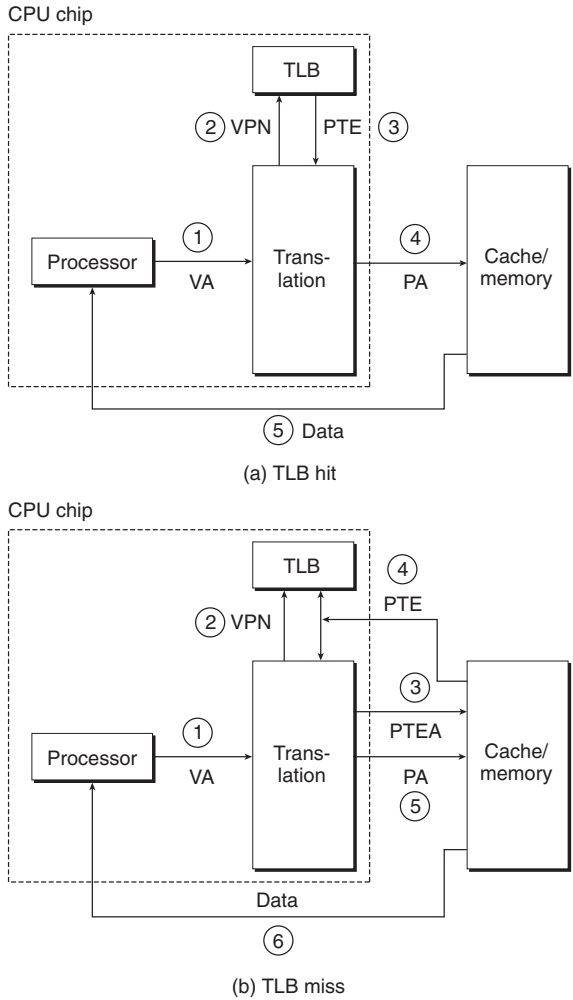 CPU chip
TLB
② VPN PTE ③
①
Processor
VA
Trans-
lation
④
PA
Cache/
memory
⑤ Data
(a) TLB hit
CPU chip
TLB
④
② VPN
PTE
③
①
PTEA
Processor
VA
Trans-
lation
PA
⑤
Cache/
memory
Data
⑥
(b) TLB miss